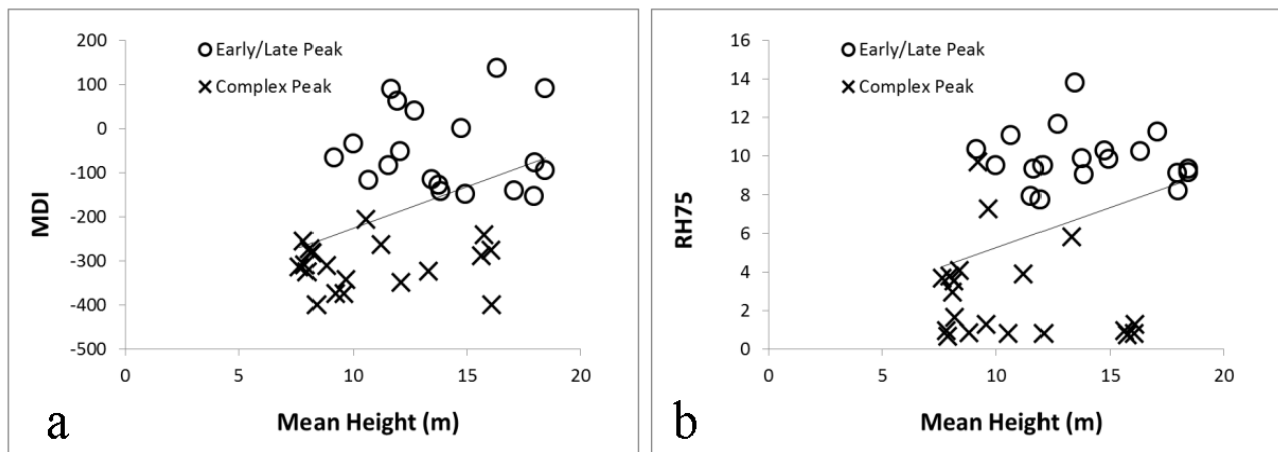 200
100
0
-100
-200
-300
-400
-500
MDI
Early/Late Peak
Complex Peak
0 5 10 15 20
Mean Height (m)
a
16
14
12
10
8
6
4
2
0
RH75
Early/Late Peak
Complex Peak
0 5 10 15 20
Mean Height (m)
b